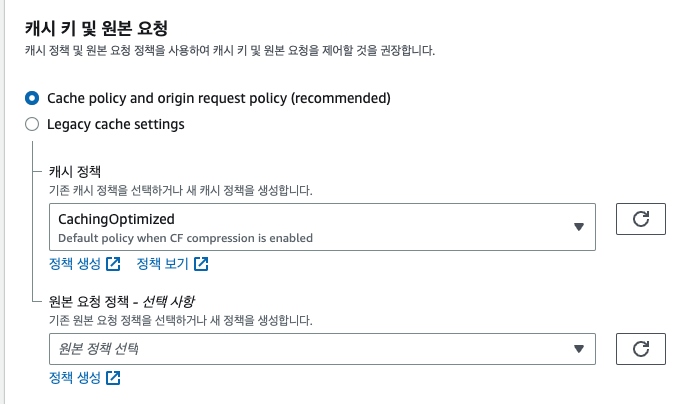 캐시 키 및 원본 요청
캐시 정책 및 원본 요청 정책을 사용하여 캐시 키 및 원본 요청을 제어할 것을 권장합니다.
Cache policy and origin request policy (recommended)
Legacy cache settings
캐시 정책
기존 캐시 정책을 선택하거나 새 캐시 정책을 생성합니다.
CachingOptimized
Default policy when CF compression is enabled
정책 생성 정책 보기
원본 요청 정책 - 선택 사항
기존 원본 요청 정책을 선택하거나 새 정책을 생성합니다.
원본 정책 선택
정책 생성